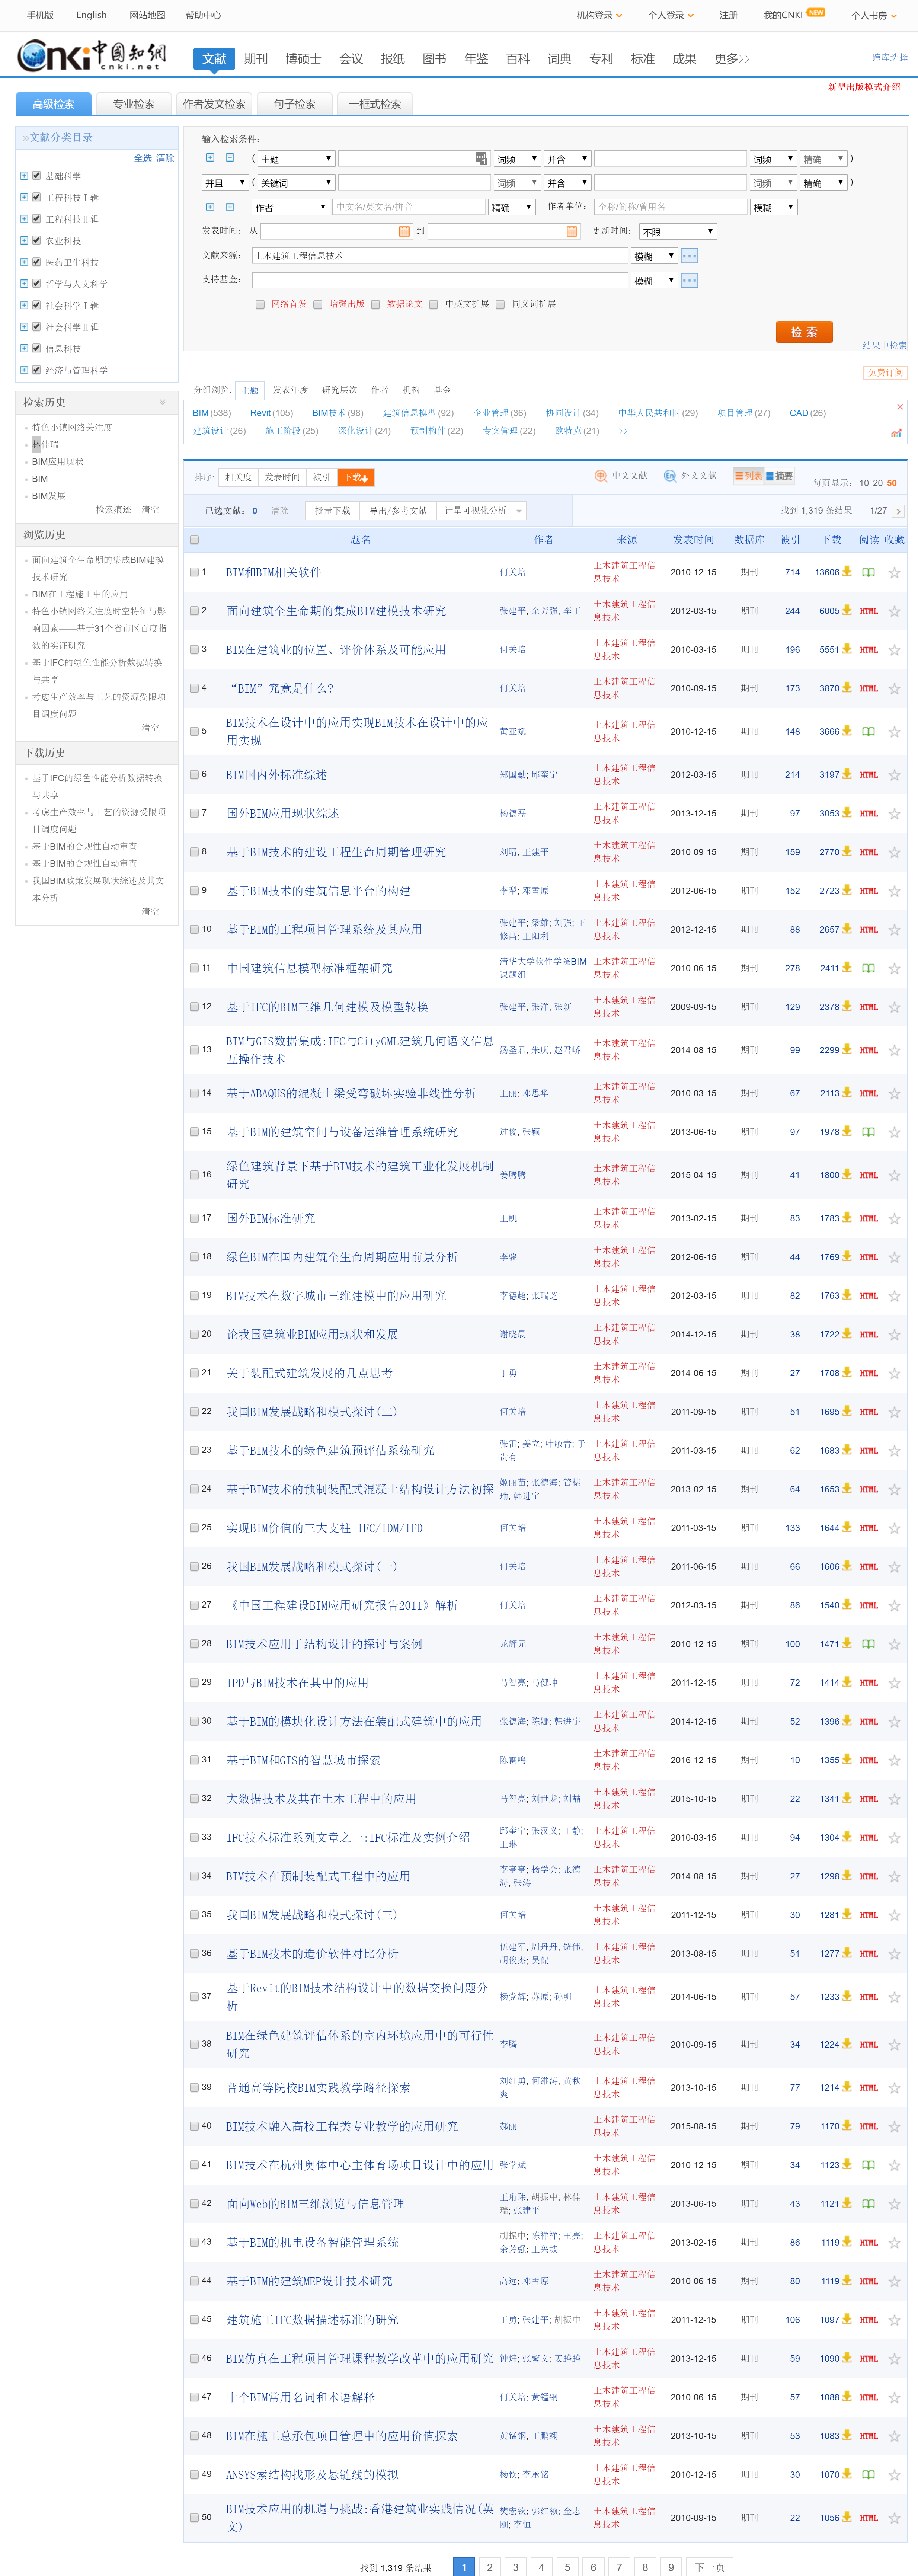 手机版 English 网站地图 帮助中心 机构登录 个人登录 注册 我的CNKI NEW 个人书房
Cnki 中国知网
cnki.net
文献 期刊 博硕士 会议 报纸 图书 年鉴 百科 词典 专利 标准 成果 更多>> 跨库选择
新型出版模式介绍
高级检索 专业检索 作者发文检索 句子检索 一框式检索
文献分类目录
全选 清除
基础科学
工程科技Ⅰ辑
工程科技Ⅱ辑
农业科技
医药卫生科技
哲学与人文科学
社会科学Ⅰ辑
社会科学Ⅱ辑
信息科技
经济与管理科学
检索历史
特色小镇网络关注度
林佳瑞
BIM应用现状
BIM
BIM发展
检索痕迹 清空
浏览历史
面向建筑全生命期的集成BIM建模
技术研究
BIM在工程施工中的应用
特色小镇网络关注度时空特征与影
响因素——基于31个省市区百度指
数的实证研究
基于IFC的绿色性能分析数据转换
与共享
考虑生产效率与工艺的资源受限项
目调度问题
清空
下载历史
基于IFC的绿色性能分析数据转换
与共享
考虑生产效率与工艺的资源受限项
目调度问题
基于BIM的合规性自动审查
基于BIM的合规性自动审查
我国BIM政策发展现状综述及其文
本分析
清空
输入检索条件:
( 主题 词频 并含 词频 精确 )
并且 ( 关键词 词频 并含 词频 精确 )
作者 中文名/英文名/拼音 精确 作者单位: 全称/简称/曾用名 模糊
发表时间: 从 到 更新时间: 不限
文献来源: 土木建筑工程信息技术 模糊
支持基金: 模糊
网络首发 增强出版 数据论文 中英文扩展 同义词扩展
检索
结果中检索
免费订阅
分组浏览: 主题 发表年度 研究层次 作者 机构 基金
BIM(538) Revit(105) BIM技术(98) 建筑信息模型(92) 企业管理(36) 协同设计(34) 中华人民共和国(29) 项目管理(27) CAD(26)
建筑设计(26) 施工阶段(25) 深化设计(24) 预制构件(22) 专案管理(22) 欧特克(21) >>
排序: 相关度 发表时间 被引 下载 中文文献 外文文献 列表 摘要 每页显示: 10 20 50
已选文献: 0 清除 批量下载 导出/参考文献 计量可视化分析 找到 1,319 条结果 1/27
题名 作者 来源 发表时间 数据库 被引 下载 阅读 收藏
1 BIM和BIM相关软件 何关培 土木建筑工程信息技术 2010-12-15 期刊 714 13606
2 面向建筑全生命期的集成BIM建模技术研究 张建平; 余芳强; 李丁 土木建筑工程信息技术 2012-03-15 期刊 244 6005 HTML
3 BIM在建筑业的位置、评价体系及可能应用 何关培 土木建筑工程信息技术 2010-03-15 期刊 196 5551 HTML
4 “BIM”究竟是什么? 何关培 土木建筑工程信息技术 2010-09-15 期刊 173 3870 HTML
5 BIM技术在设计中的应用实现BIM技术在设计中的应用实现 黄亚斌 土木建筑工程信息技术 2010-12-15 期刊 148 3666
6 BIM国内外标准综述 郑国勤; 邱奎宁 土木建筑工程信息技术 2012-03-15 期刊 214 3197 HTML
7 国外BIM应用现状综述 杨德磊 土木建筑工程信息技术 2013-12-15 期刊 97 3053 HTML
8 基于BIM技术的建设工程生命周期管理研究 刘晴; 王建平 土木建筑工程信息技术 2010-09-15 期刊 159 2770 HTML
9 基于BIM技术的建筑信息平台的构建 李犁; 邓雪原 土木建筑工程信息技术 2012-06-15 期刊 152 2723 HTML
10 基于BIM的工程项目管理系统及其应用 张建平; 梁雄; 刘强; 王修昌; 王阳利 土木建筑工程信息技术 2012-12-15 期刊 88 2657 HTML
11 中国建筑信息模型标准框架研究 清华大学软件学院BIM课题组 土木建筑工程信息技术 2010-06-15 期刊 278 2411
12 基于IFC的BIM三维几何建模及模型转换 张建平; 张洋; 张新 土木建筑工程信息技术 2009-09-15 期刊 129 2378 HTML
13 BIM与GIS数据集成:IFC与CityGML建筑几何语义信息互操作技术 汤圣君; 朱庆; 赵君峤 土木建筑工程信息技术 2014-08-15 期刊 99 2299 HTML
14 基于ABAQUS的混凝土梁受弯破坏实验非线性分析 王丽; 邓思华 土木建筑工程信息技术 2010-03-15 期刊 67 2113 HTML
15 基于BIM的建筑空间与设备运维管理系统研究 过俊; 张颖 土木建筑工程信息技术 2013-06-15 期刊 97 1978
16 绿色建筑背景下基于BIM技术的建筑工业化发展机制研究 姜腾腾 土木建筑工程信息技术 2015-04-15 期刊 41 1800 HTML
17 国外BIM标准研究 王凯 土木建筑工程信息技术 2013-02-15 期刊 83 1783 HTML
18 绿色BIM在国内建筑全生命周期应用前景分析 李骁 土木建筑工程信息技术 2012-06-15 期刊 44 1769 HTML
19 BIM技术在数字城市三维建模中的应用研究 李德超; 张瑞芝 土木建筑工程信息技术 2012-03-15 期刊 82 1763 HTML
20 论我国建筑业BIM应用现状和发展 谢晓晨 土木建筑工程信息技术 2014-12-15 期刊 38 1722 HTML
21 关于装配式建筑发展的几点思考 丁勇 土木建筑工程信息技术 2014-06-15 期刊 27 1708 HTML
22 我国BIM发展战略和模式探讨(二) 何关培 土木建筑工程信息技术 2011-09-15 期刊 51 1695 HTML
23 基于BIM技术的绿色建筑预评估系统研究 张雷; 姜立; 叶敏青; 于贵有 土木建筑工程信息技术 2011-03-15 期刊 62 1683 HTML
24 基于BIM技术的预制装配式混凝土结构设计方法初探 姬丽苗; 张德海; 管梽瑜; 韩进宇 土木建筑工程信息技术 2013-02-15 期刊 64 1653 HTML
25 实现BIM价值的三大支柱-IFC/IDM/IFD 何关培 土木建筑工程信息技术 2011-03-15 期刊 133 1644 HTML
26 我国BIM发展战略和模式探讨(一) 何关培 土木建筑工程信息技术 2011-06-15 期刊 66 1606 HTML
27 《中国工程建设BIM应用研究报告2011》解析 何关培 土木建筑工程信息技术 2012-03-15 期刊 86 1540 HTML
28 BIM技术应用于结构设计的探讨与案例 龙辉元 土木建筑工程信息技术 2010-12-15 期刊 100 1471
29 IPD与BIM技术在其中的应用 马智亮; 马健坤 土木建筑工程信息技术 2011-12-15 期刊 72 1414 HTML
30 基于BIM的模块化设计方法在装配式建筑中的应用 张德海; 陈娜; 韩进宇 土木建筑工程信息技术 2014-12-15 期刊 52 1396 HTML
31 基于BIM和GIS的智慧城市探索 陈雷鸣 土木建筑工程信息技术 2016-12-15 期刊 10 1355 HTML
32 大数据技术及其在土木工程中的应用 马智亮; 刘世龙; 刘喆 土木建筑工程信息技术 2015-10-15 期刊 22 1341 HTML
33 IFC技术标准系列文章之一:IFC标准及实例介绍 邱奎宁; 张汉义; 王静; 王琳 土木建筑工程信息技术 2010-03-15 期刊 94 1304 HTML
34 BIM技术在预制装配式工程中的应用 李亭亭; 杨学会; 张德海; 张涛 土木建筑工程信息技术 2014-08-15 期刊 27 1298 HTML
35 我国BIM发展战略和模式探讨(三) 何关培 土木建筑工程信息技术 2011-12-15 期刊 30 1281 HTML
36 基于BIM技术的造价软件对比分析 伍建军; 周丹丹; 饶伟; 胡俊杰; 吴侃 土木建筑工程信息技术 2013-08-15 期刊 51 1277 HTML
37 基于Revit的BIM技术结构设计中的数据交换问题分析 杨党辉; 苏原; 孙明 土木建筑工程信息技术 2014-06-15 期刊 57 1233 HTML
38 BIM在绿色建筑评估体系的室内环境应用中的可行性研究 李腾 土木建筑工程信息技术 2010-09-15 期刊 34 1224 HTML
39 普通高等院校BIM实践教学路径探索 刘红勇; 何维涛; 黄秋爽 土木建筑工程信息技术 2013-10-15 期刊 77 1214 HTML
40 BIM技术融入高校工程类专业教学的应用研究 郝丽 土木建筑工程信息技术 2015-08-15 期刊 79 1170 HTML
41 BIM技术在杭州奥体中心主体育场项目设计中的应用 张学斌 土木建筑工程信息技术 2010-12-15 期刊 34 1123
42 面向Web的BIM三维浏览与信息管理 王珩玮; 胡振中; 林佳瑞; 张建平 土木建筑工程信息技术 2013-06-15 期刊 43 1121
43 基于BIM的机电设备智能管理系统 胡振中; 陈祥祥; 王亮; 余芳强; 王兴坡 土木建筑工程信息技术 2013-02-15 期刊 86 1119 HTML
44 基于BIM的建筑MEP设计技术研究 高远; 邓雪原 土木建筑工程信息技术 2010-06-15 期刊 80 1119 HTML
45 建筑施工IFC数据描述标准的研究 王勇; 张建平; 胡振中 土木建筑工程信息技术 2011-12-15 期刊 106 1097 HTML
46 BIM仿真在工程项目管理课程教学改革中的应用研究 钟炜; 张馨文; 姜腾腾 土木建筑工程信息技术 2013-12-15 期刊 59 1090 HTML
47 十个BIM常用名词和术语解释 何关培; 黄锰钢 土木建筑工程信息技术 2010-06-15 期刊 57 1088 HTML
48 BIM在施工总承包项目管理中的应用价值探索 黄锰钢; 王鹏翊 土木建筑工程信息技术 2013-10-15 期刊 53 1083 HTML
49 ANSYS索结构找形及悬链线的模拟 杨钦; 李承铭 土木建筑工程信息技术 2010-12-15 期刊 30 1070
50 BIM技术应用的机遇与挑战:香港建筑业实践情况(英文) 樊宏钦; 郭红领; 金志刚; 李恒 土木建筑工程信息技术 2010-09-15 期刊 22 1056 HTML
找到 1,319 条结果 1 2 3 4 5 6 7 8 9 下一页